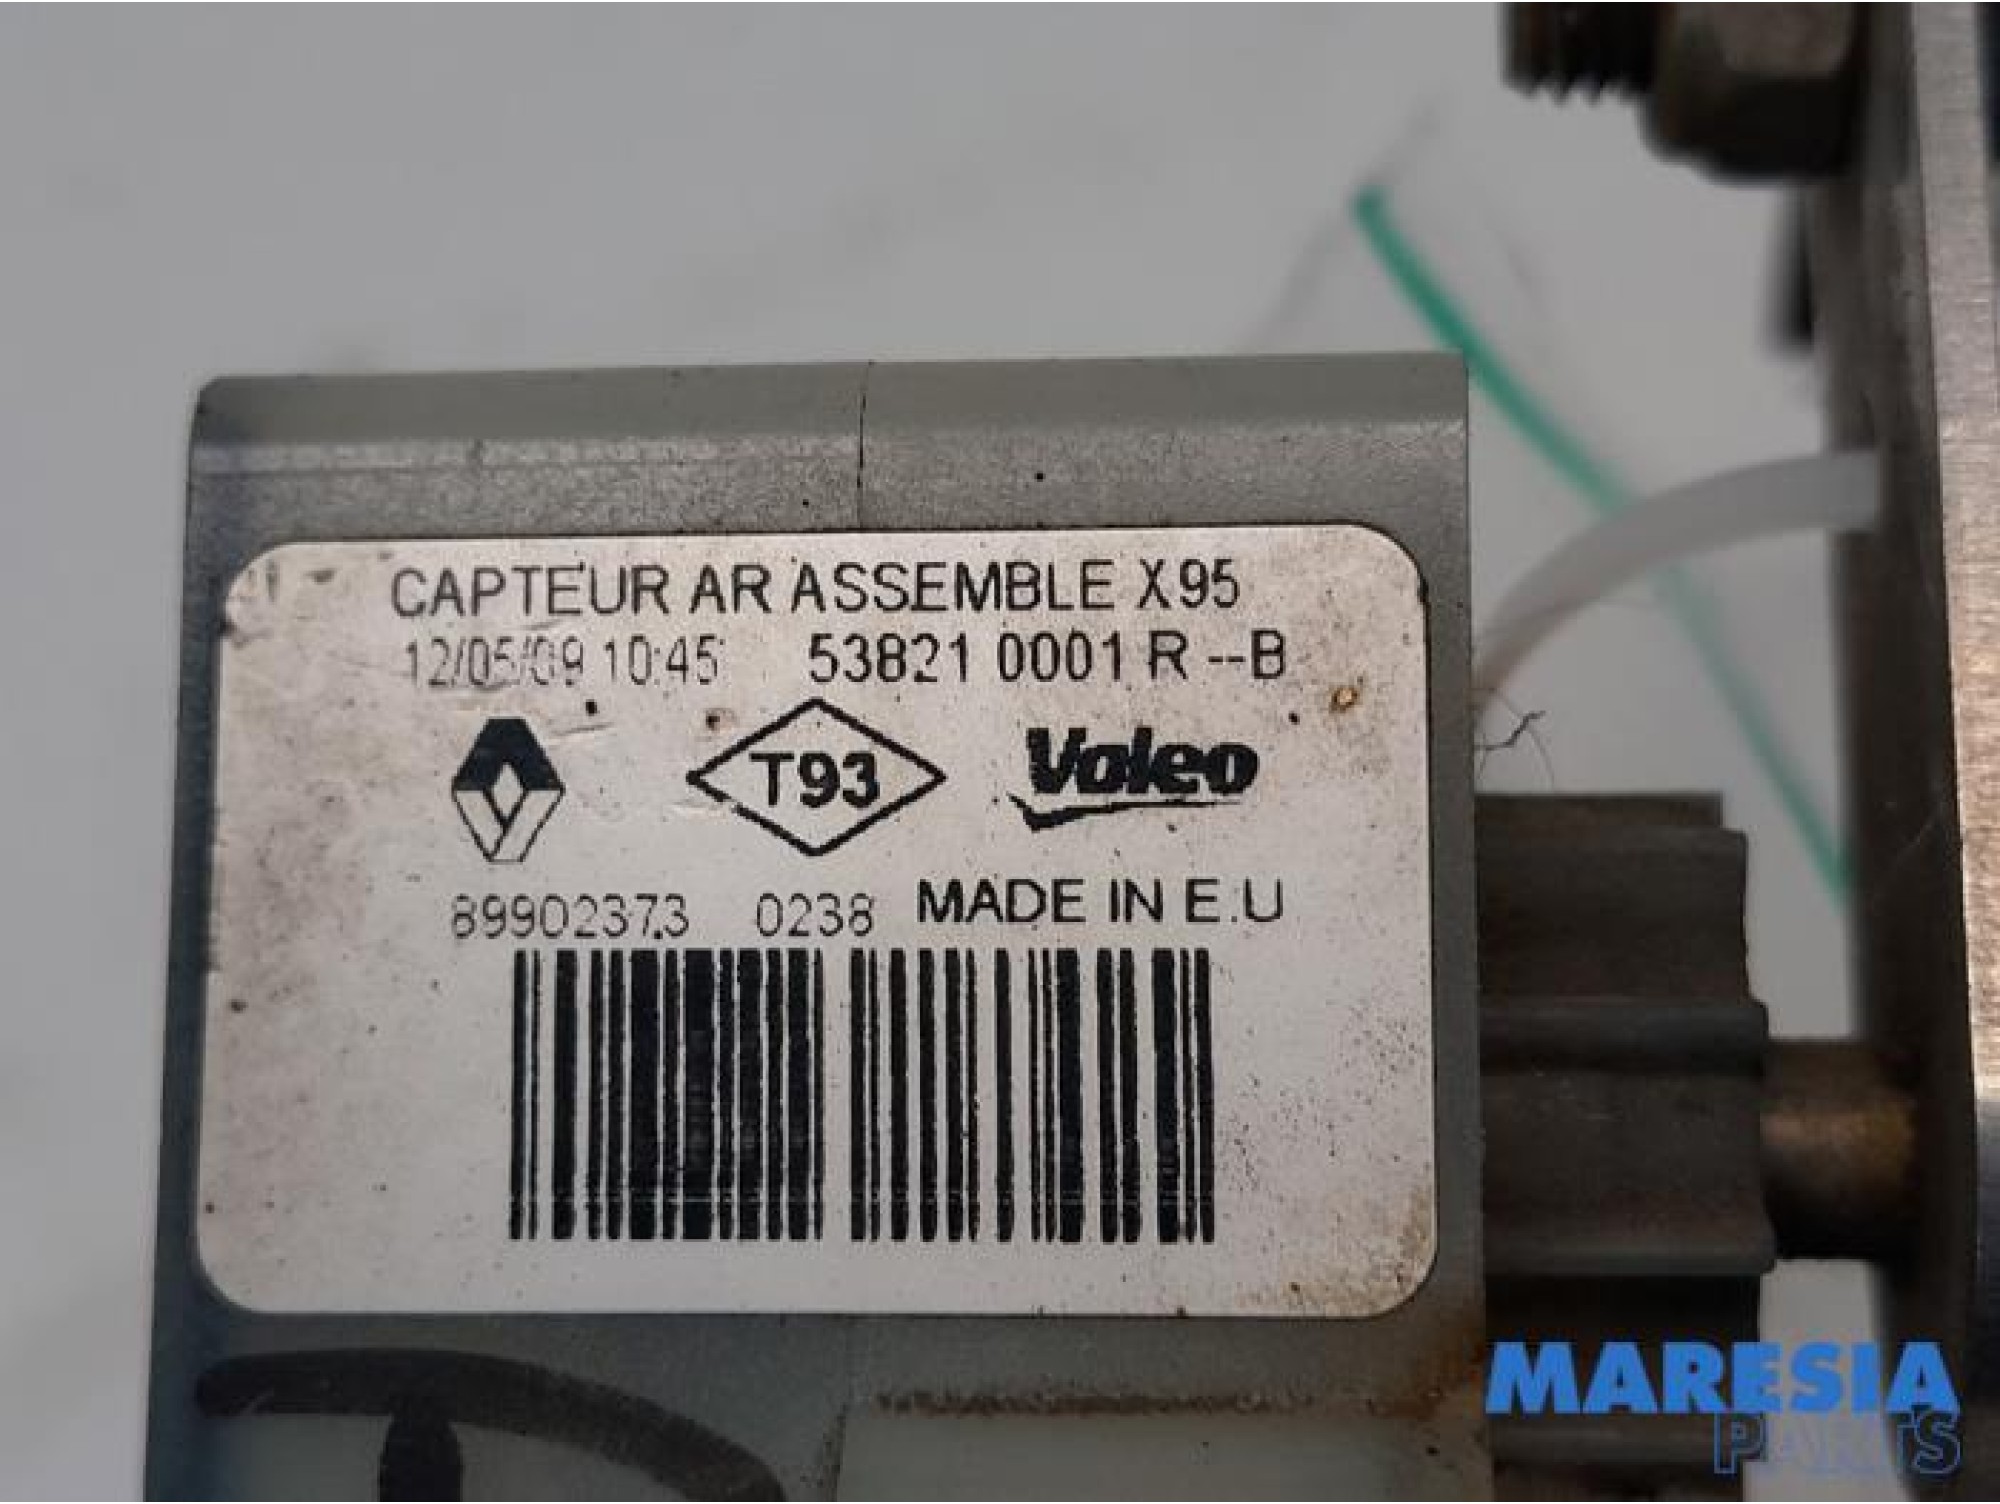 CAPTEUR AR ASSEMBLE X95
12/05/09 10:45 53821 0001 R --B
T93
Valeo
89902373 0238 MADE IN E.U
MARESIA
PARTS